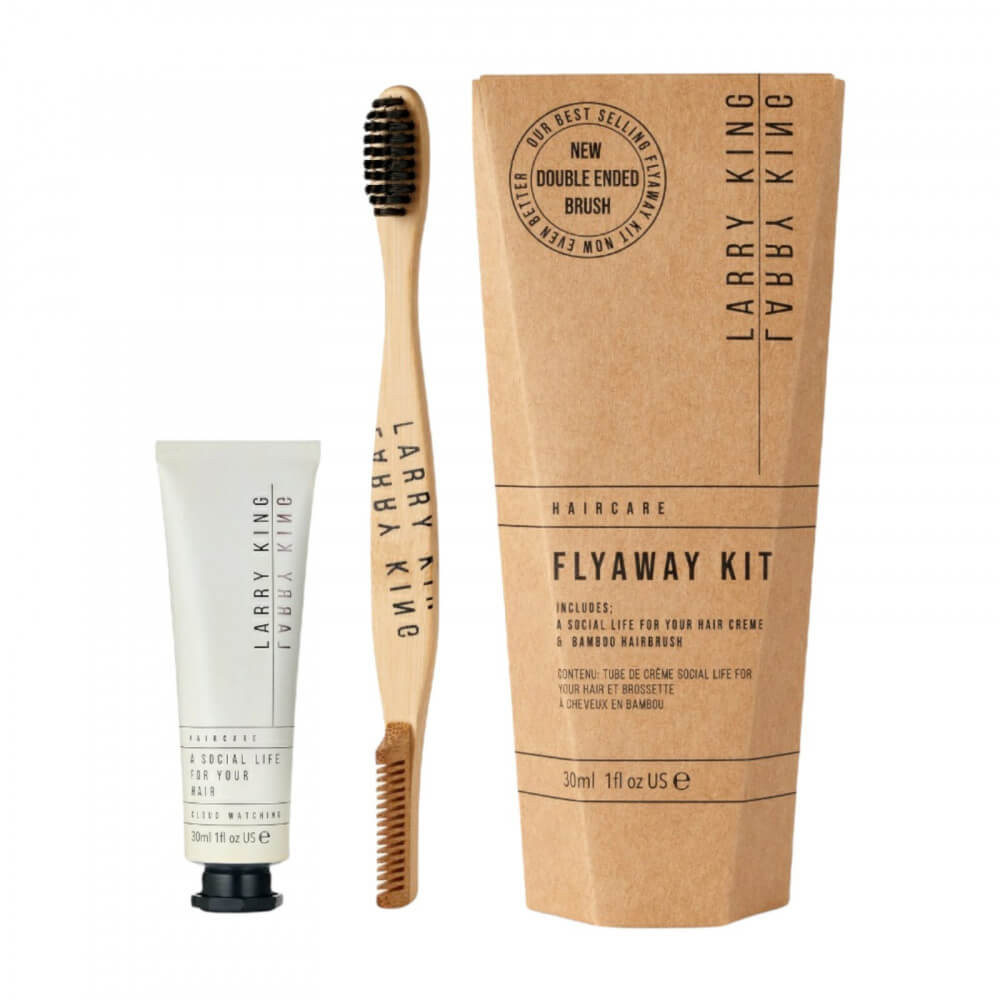 LARRY KING
LARRY KING
HAIRCARE
A SOCIAL LIFE
FOR YOUR
HAIR
CLOUD WATCHING
30ml 1fl oz US ℮
LARRY KING
LARRY KING
OUR BEST SELLING FLYAWAY KIT NOW EVEN BETTER
NEW
DOUBLE ENDED
BRUSH
LARRY KING
LARRY KING
HAIRCARE
FLYAWAY KIT
INCLUDES;
A SOCIAL LIFE FOR YOUR HAIR CREME
& BAMBOO HAIRBRUSH
CONTENU: TUBE DE CRÈME SOCIAL LIFE FOR
YOUR HAIR ET BROSSETTE
À CHEVEUX EN BAMBOU
30ml 1fl oz US ℮